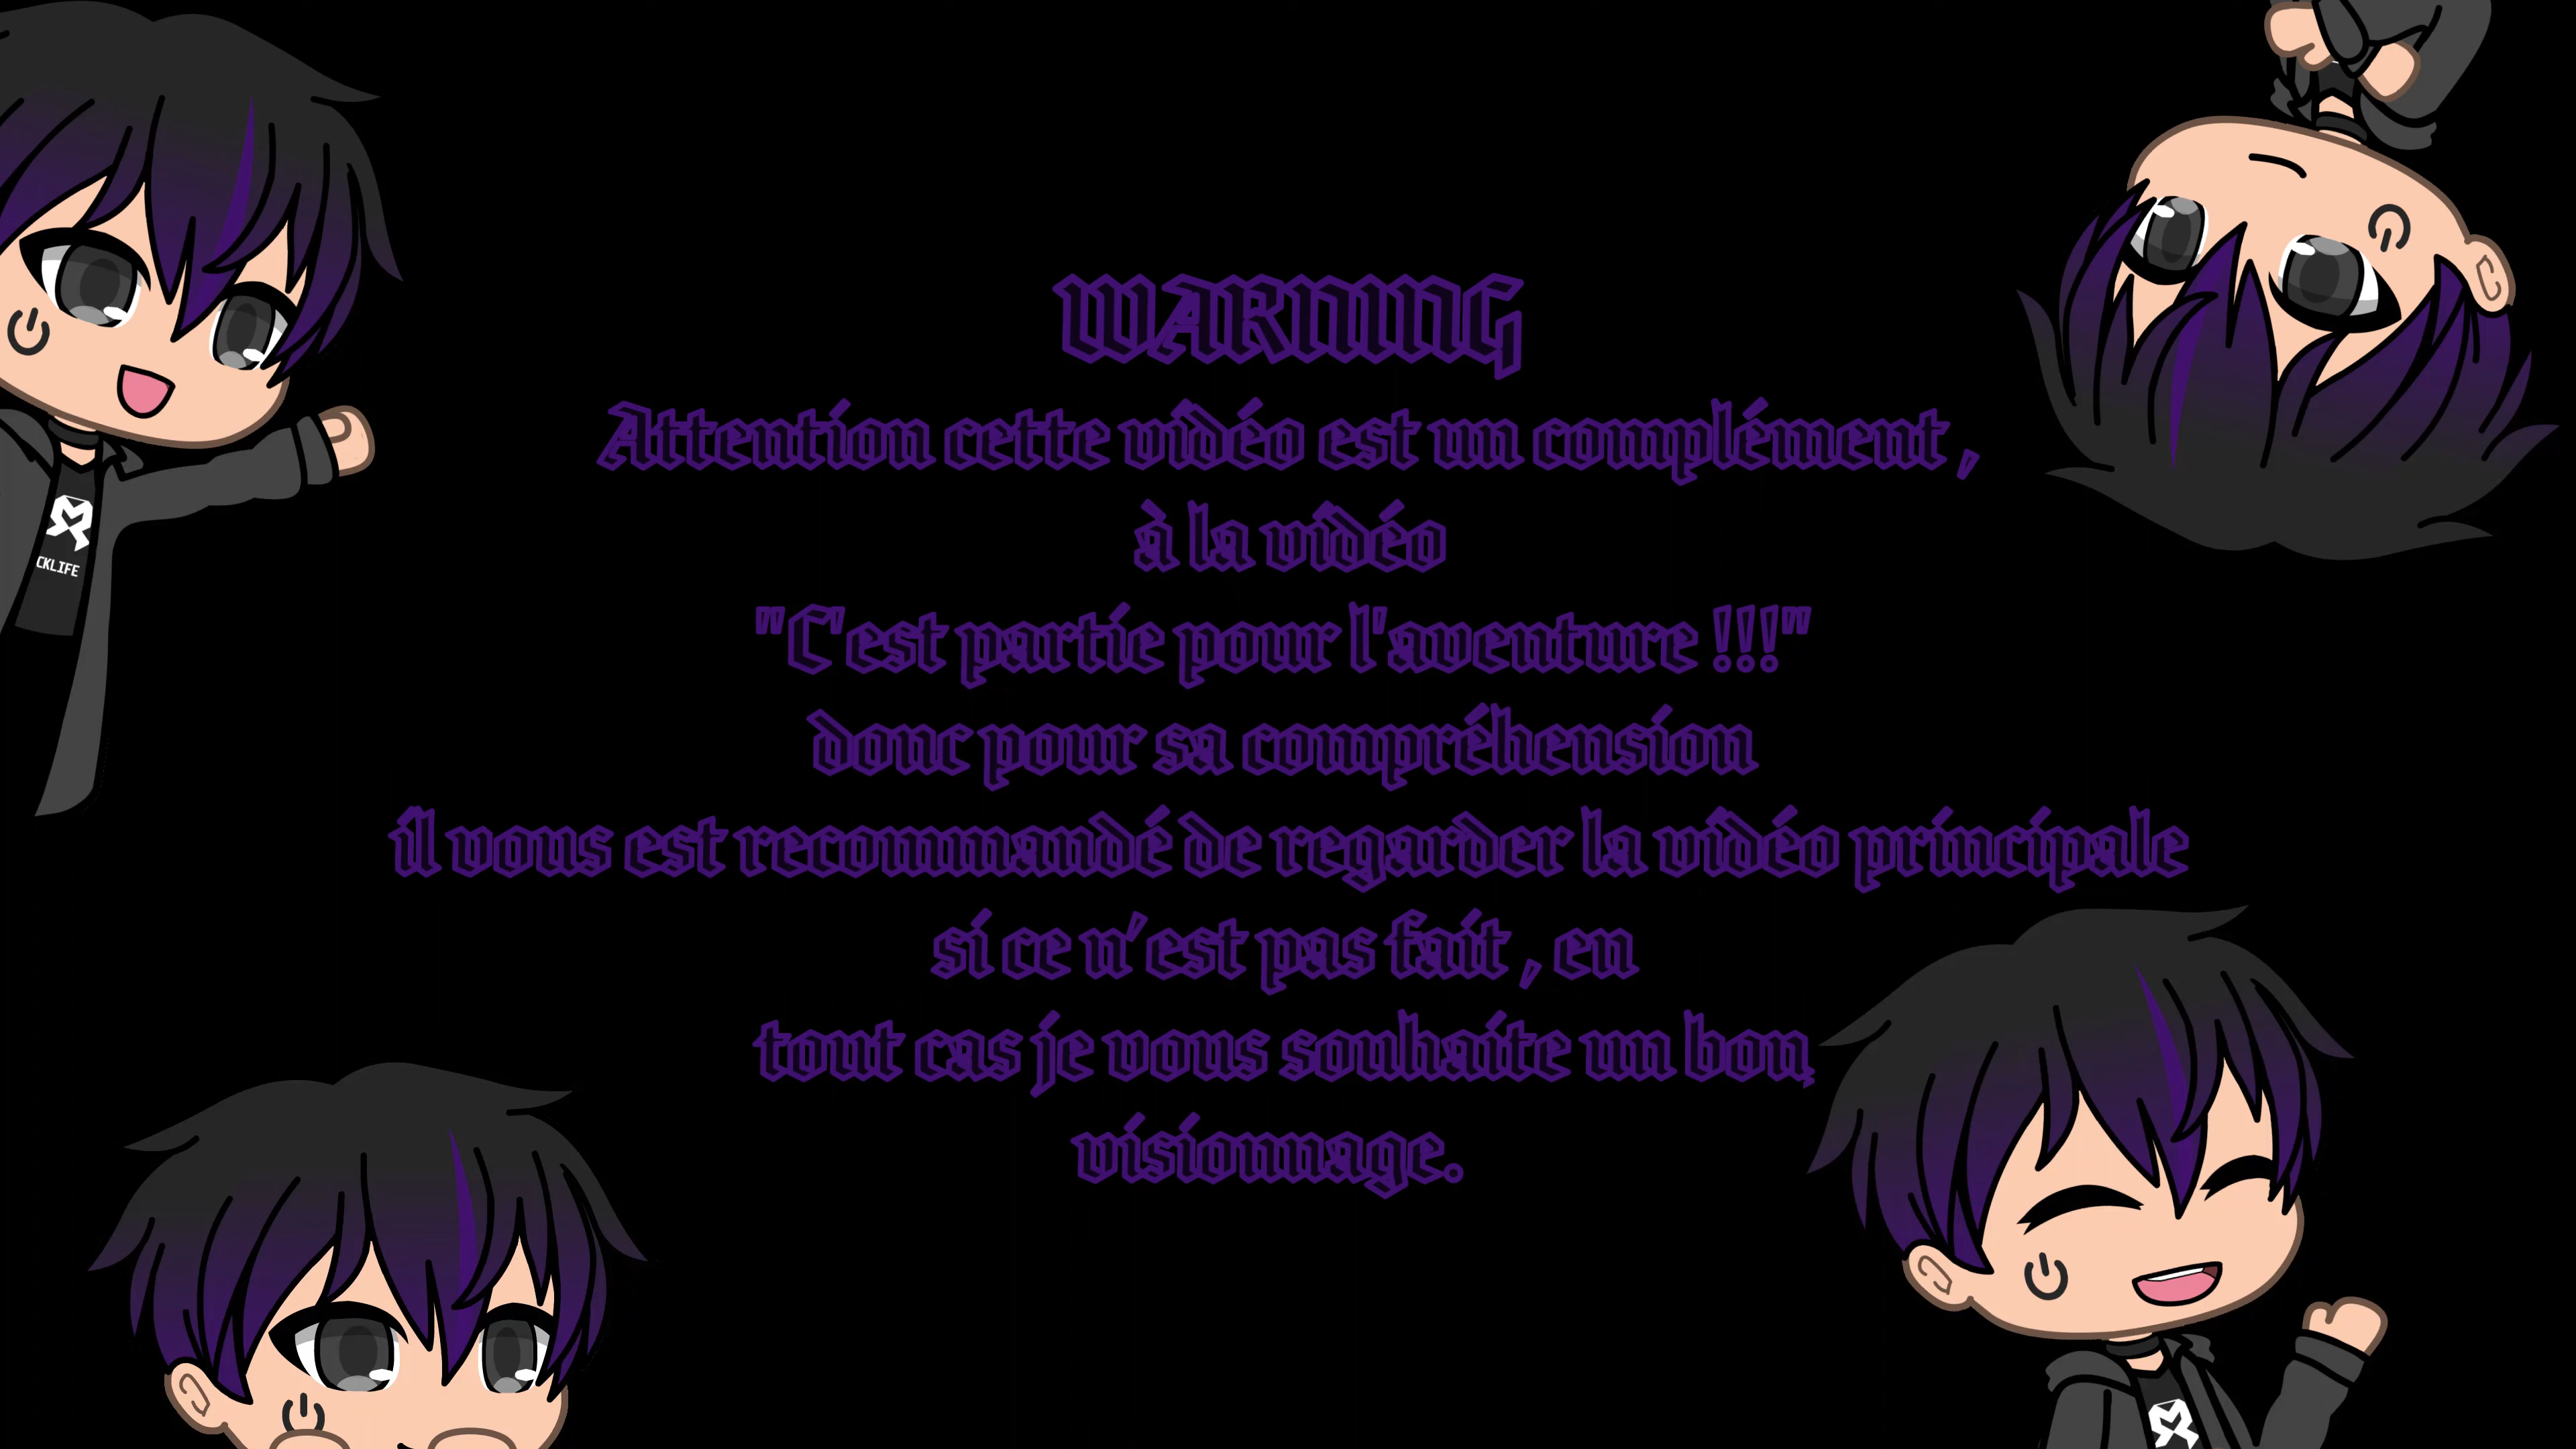 WARNING
Attention cette vidéo est un complément ,
à la vidéo
"C'est partie pour l'aventure !!!"
donc pour sa compréhension
il vous est recommandé de regarder la vidéo principale
si ce n'est pas fait , en
tout cas je vous souhaite un bon
visionnage.
CKLIFE